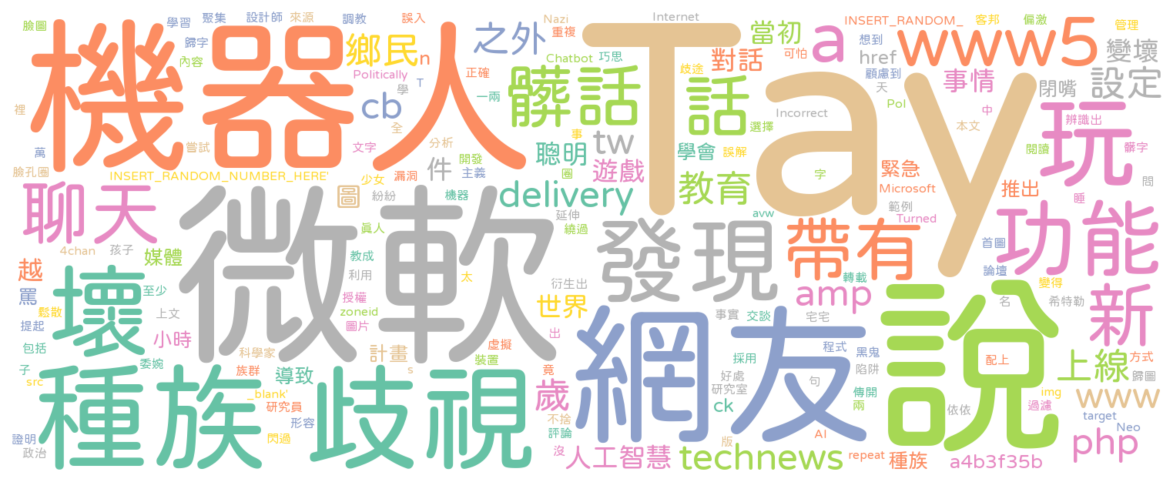 臉圖
學習
聚集
設計師
來源
調教
誤入
Nazi
Internet
INSERT_RANDOM_
客邦
偏激
管理
機器人
歸字
內容
鄉民
n
之外
重複
Chatbot
巧思
當初
a
想到
www5
變壞
Politically
T
正確
可怕
對話
href
cb
學
一兩
髒話
歧途
話
Tay
顧慮到
天
事情
閉嘴
設定
裡
萬
嘗試
全
分析
文字
件
聰明
事
tw
Incorrect
選擇
Pol
中
本文
辨識出
玩
臉孔圈
INSERT_RANDOM_NUMBER_HERE'
漏洞
開發
主義
圈
遊戲
學會
誤解
字
緊急
閱讀
髒字
聊天
少女
圖
紛紛
機器
delivery
教育
Microsoft
推出
睡
悶
4chan
孩子
真人
微軟
延伸
繞過
avw
範例
Turned
首圖
功能
越
媒體
教成
發現
帶有
轉載
論壇
罵
壞
至少
利用
太
衍生出
amp
變得
新
鬆散
上文
授權
zoneid
世界
事實
交談
宅宅
名
希特勒
提起
小時
圖片
出
網友
程式
黑鬼
說
包括
委婉
科學家
計畫
虛擬
裝置
採用
陷阱
配上
上線
方式
子
族群
s
竟
好處
歸圖
src
_blank'
導致
歲
研究室
傳開
img
www
種族
歧視
研究員
ck
句
兩
依依
過濾
target
形容
不捨
Neo
證明
閃過
評論
版
AI
php
政治
沒
人工智慧
technews
repeat
種族
a4b3f35b